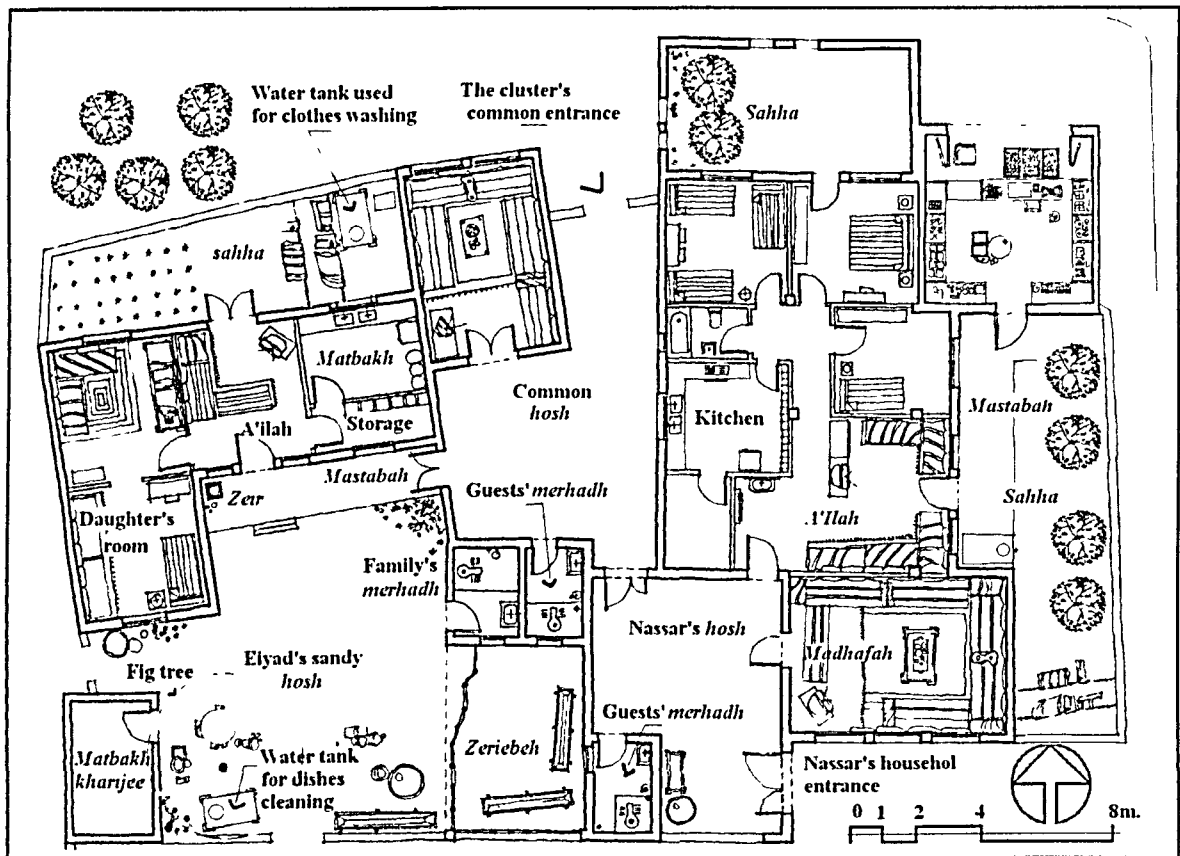 Water tank used
for clothes washing
The cluster's
common entrance
Sahha
sahha
Matbakh
Common
hosh
Kitchen
Mastabah
A'ilah
Storage
Mastabah
Zeir
Guests' merhadh
Sahha
A'Ilah
Daughter's
room
Family's
merhadh
Nassar's hosh
Madhafah
Fig tree
Eiyad's sandy
hosh
Guests' merhadh
Matbakh
kharijee
Water tank
for dishes
cleaning
Zeriebeh
Nassar's househol
entrance
0 1 2 4 8m.